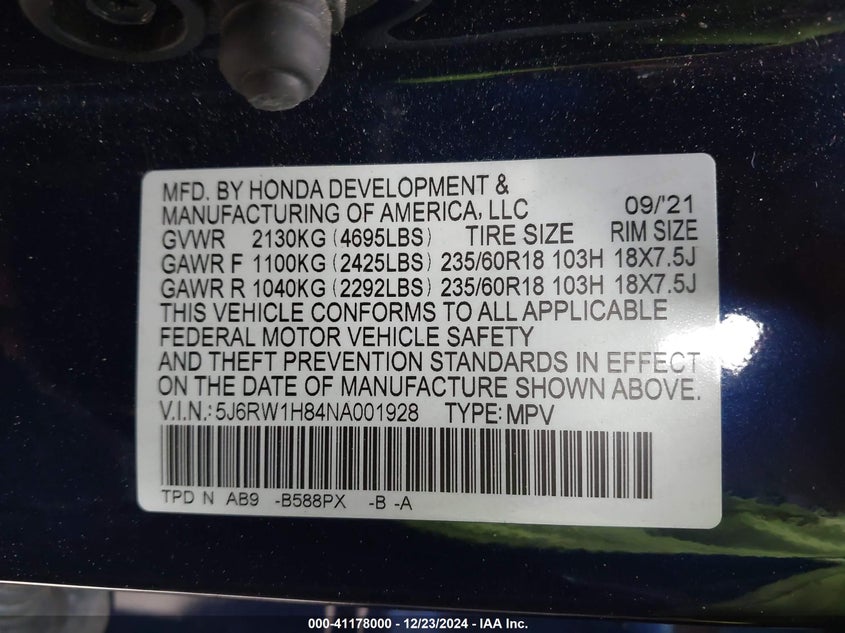 MFD. BY HONDA DEVELOPMENT &
MANUFACTURING OF AMERICA, LLC 09/'21
GVWR 2130KG (4695LBS) TIRE SIZE RIM SIZE
GAWR F 1100KG (2425LBS) 235/60R18 103H 18X7.5J
GAWR R 1040KG (2292LBS) 235/60R18 103H 18X7.5J
THIS VEHICLE CONFORMS TO ALL APPLICABLE
FEDERAL MOTOR VEHICLE SAFETY
AND THEFT PREVENTION STANDARDS IN EFFECT
ON THE DATE OF MANUFACTURE SHOWN ABOVE.
V.I.N.: 5J6RW1H84NA001928 TYPE: MPV
TPD N AB9 -B588PX -B -A
000-41178000 - 12/23/2024 - IAA Inc.